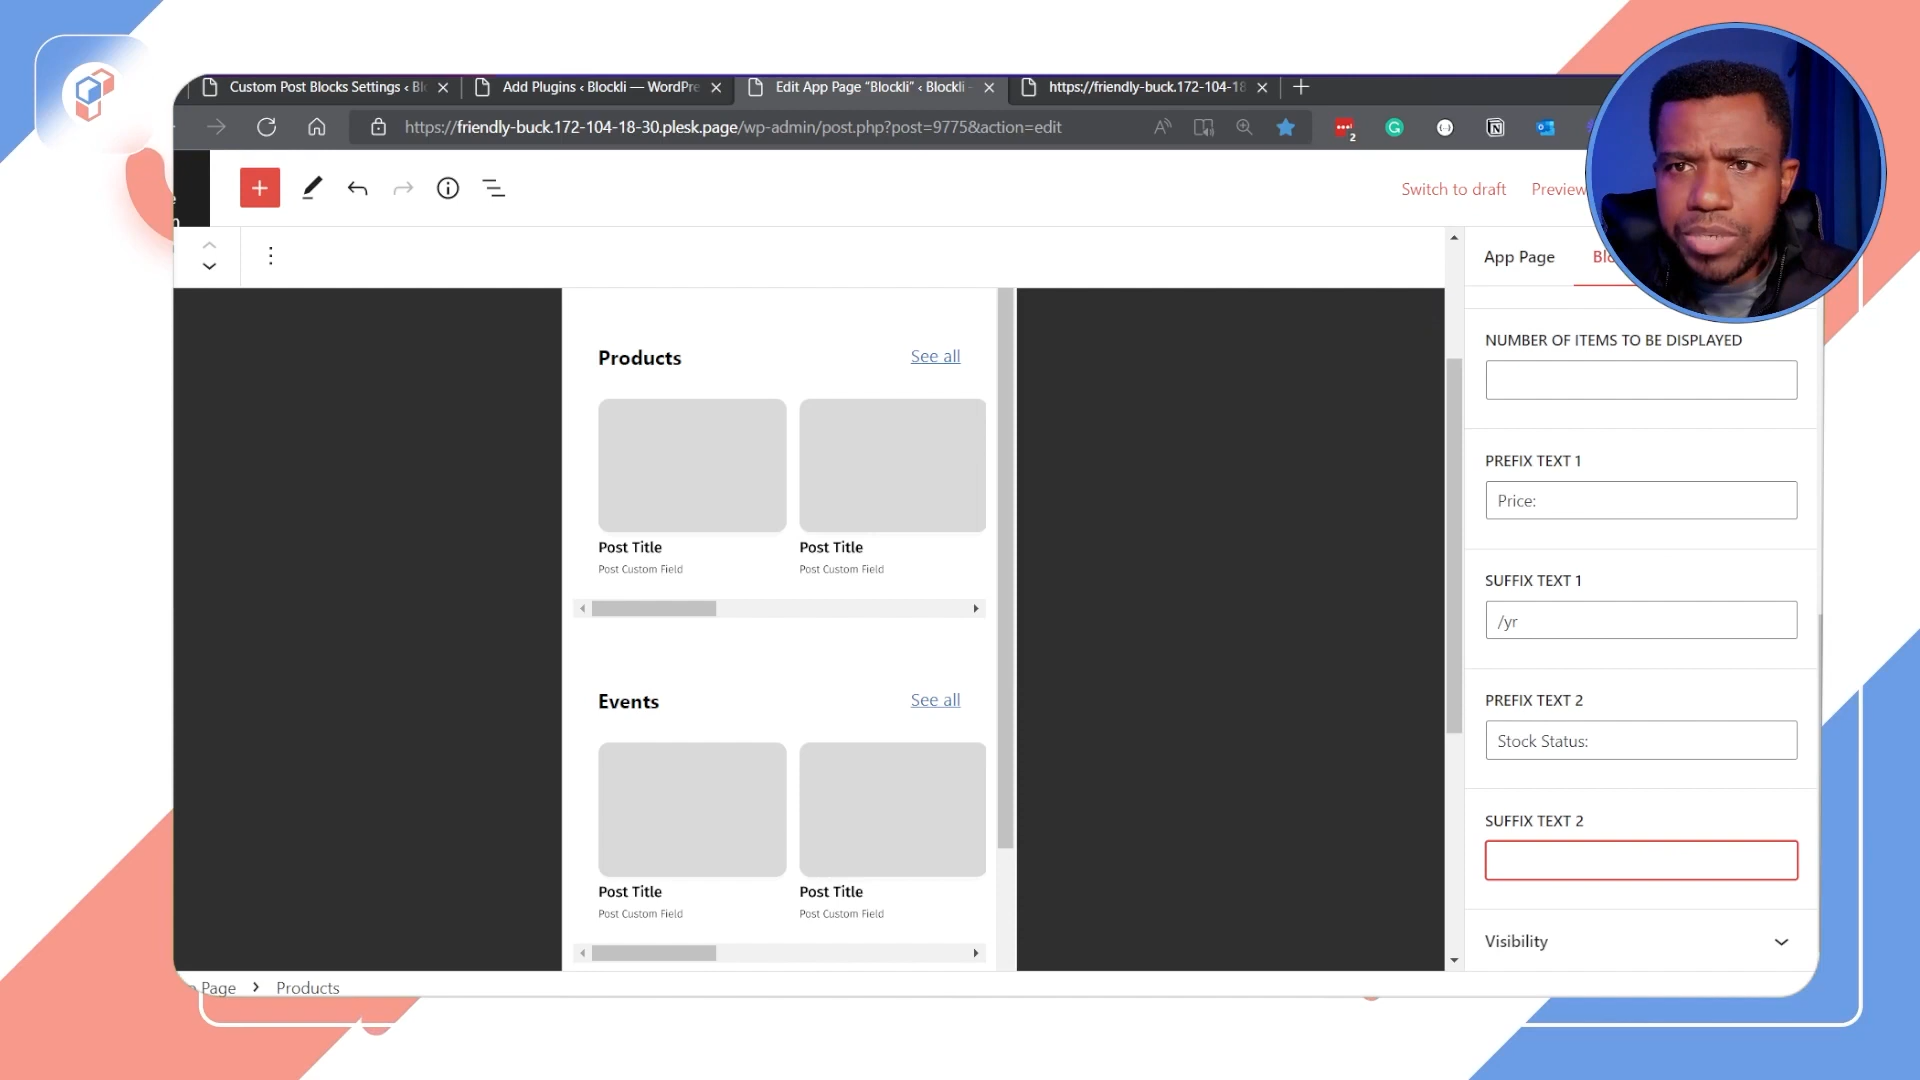 Custom Post Blocks Settings ‹ Bl
Add Plugins ‹ Blockli — WordPre
Edit App Page “Blockli” ‹ Blockli -
https://friendly-buck.172-104-18
https://friendly-buck.172-104-18-30.plesk.page/wp-admin/post.php?post=9775&action=edit
2
Switch to draft
Preview
App Page
Blo
Products
See all
Post Title
Post Title
Post Custom Field
Post Custom Field
Events
See all
Post Title
Post Title
Post Custom Field
Post Custom Field
NUMBER OF ITEMS TO BE DISPLAYED
PREFIX TEXT 1
Price:
SUFFIX TEXT 1
/yr
PREFIX TEXT 2
Stock Status:
SUFFIX TEXT 2
Visibility
Page > Products